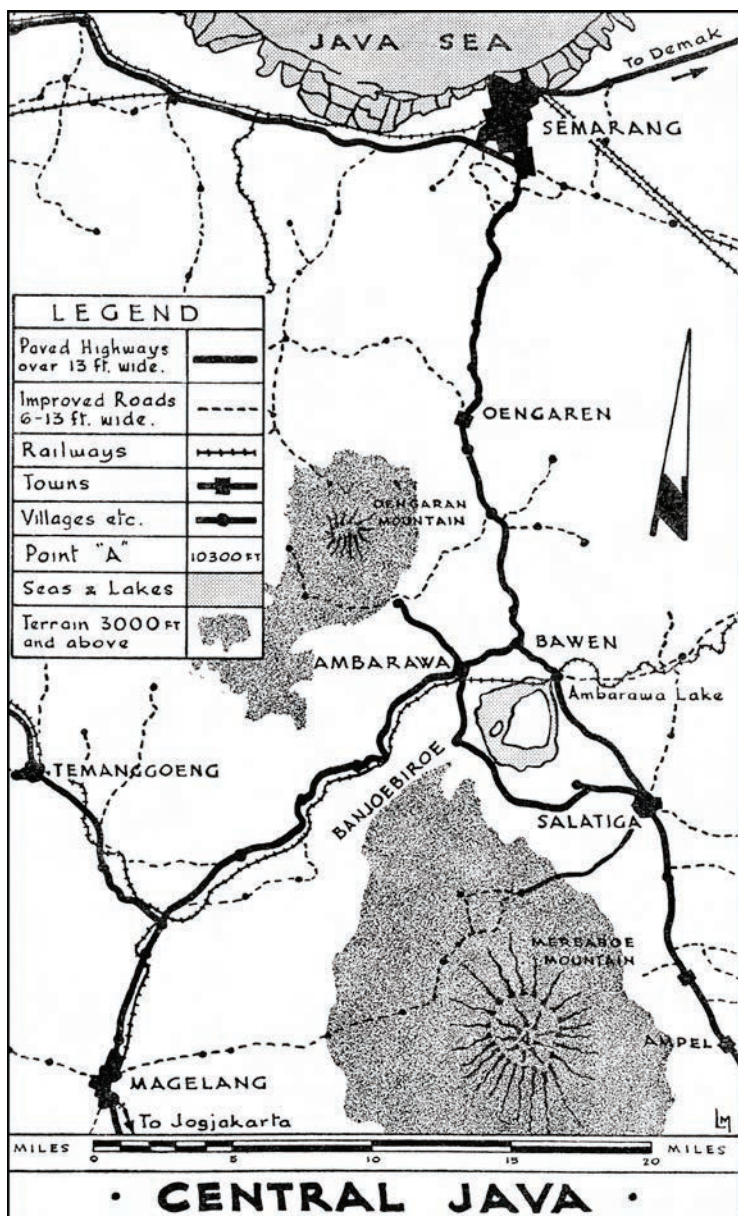 JAVA SEA
To Demak
SEMARANG
LEGEND
Paved Highways
over 13 ft. wide.
Improved Roads
6-13 ft. wide.
Railways
Towns
Villages etc.
Point "A"
10300 FT
Seas & Lakes
Terrain 3000 FT
and above
OENGAREN
OENGARAN
MOUNTAIN
N
BAWEN
AMBARAWA
Ambarawa Lake
TEMANGGOENG
BANJOEBIROE
SALATIGA
MERBABOE
MOUNTAIN
A
AMPEL
MAGELANG
To Jogjakarta
LM
MILES
MILES
0 5 10 15 20
• CENTRAL JAVA •